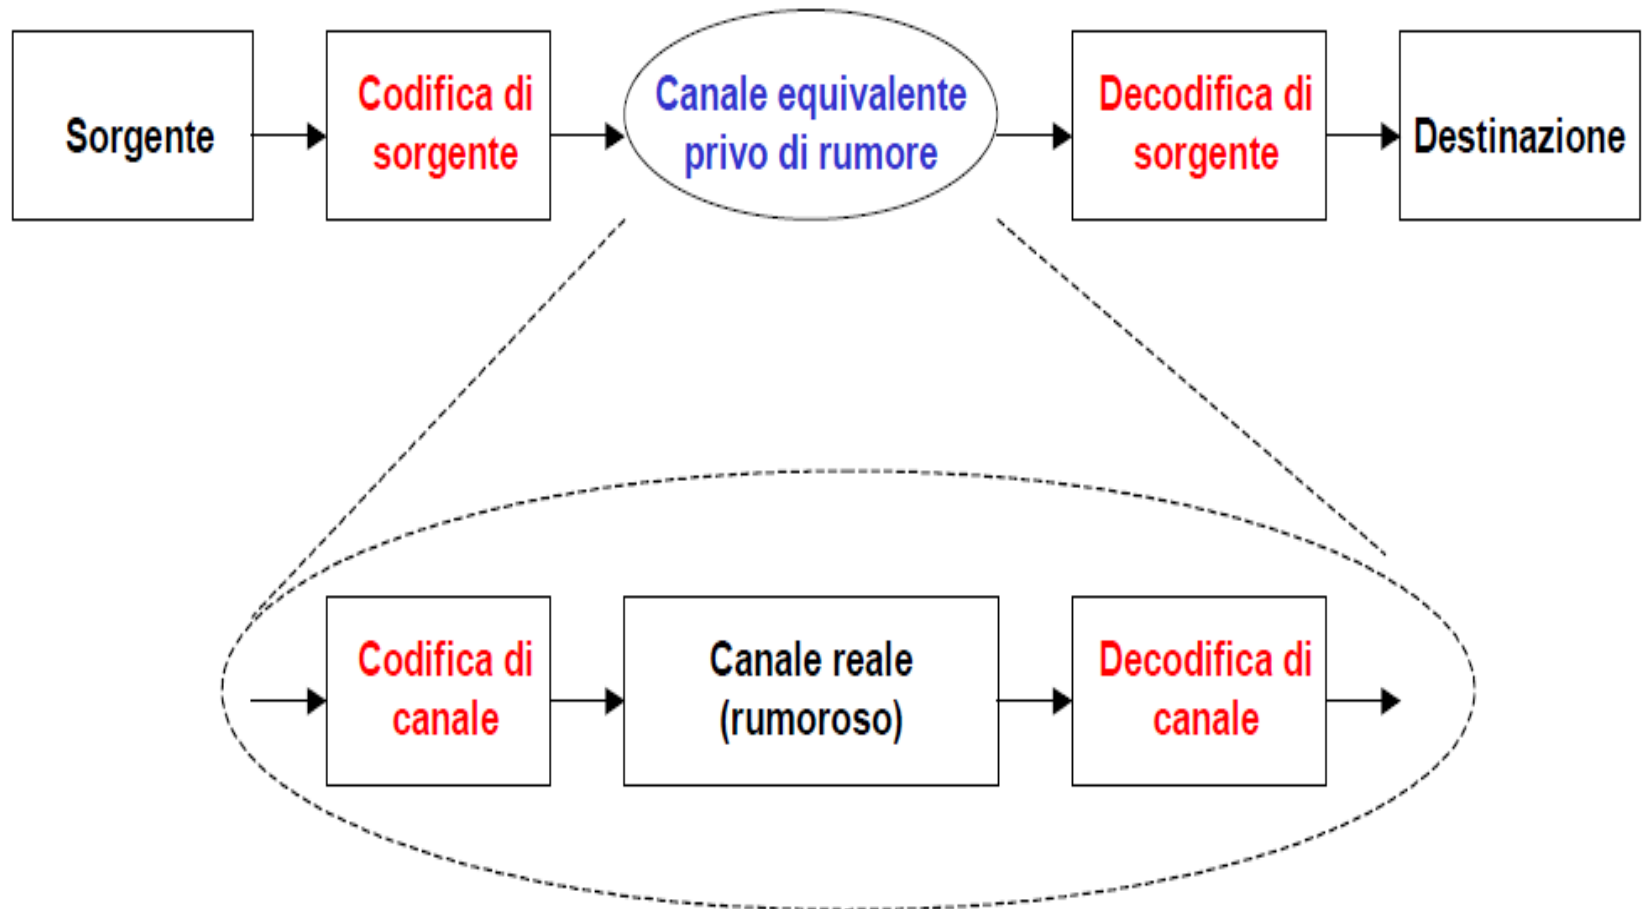 Sorgente
Codifica di
sorgente
Canale equivalente
privo di rumore
Decodifica di
sorgente
Destinazione
Codifica di
canale
Canale reale
(rumoroso)
Decodifica di
canale